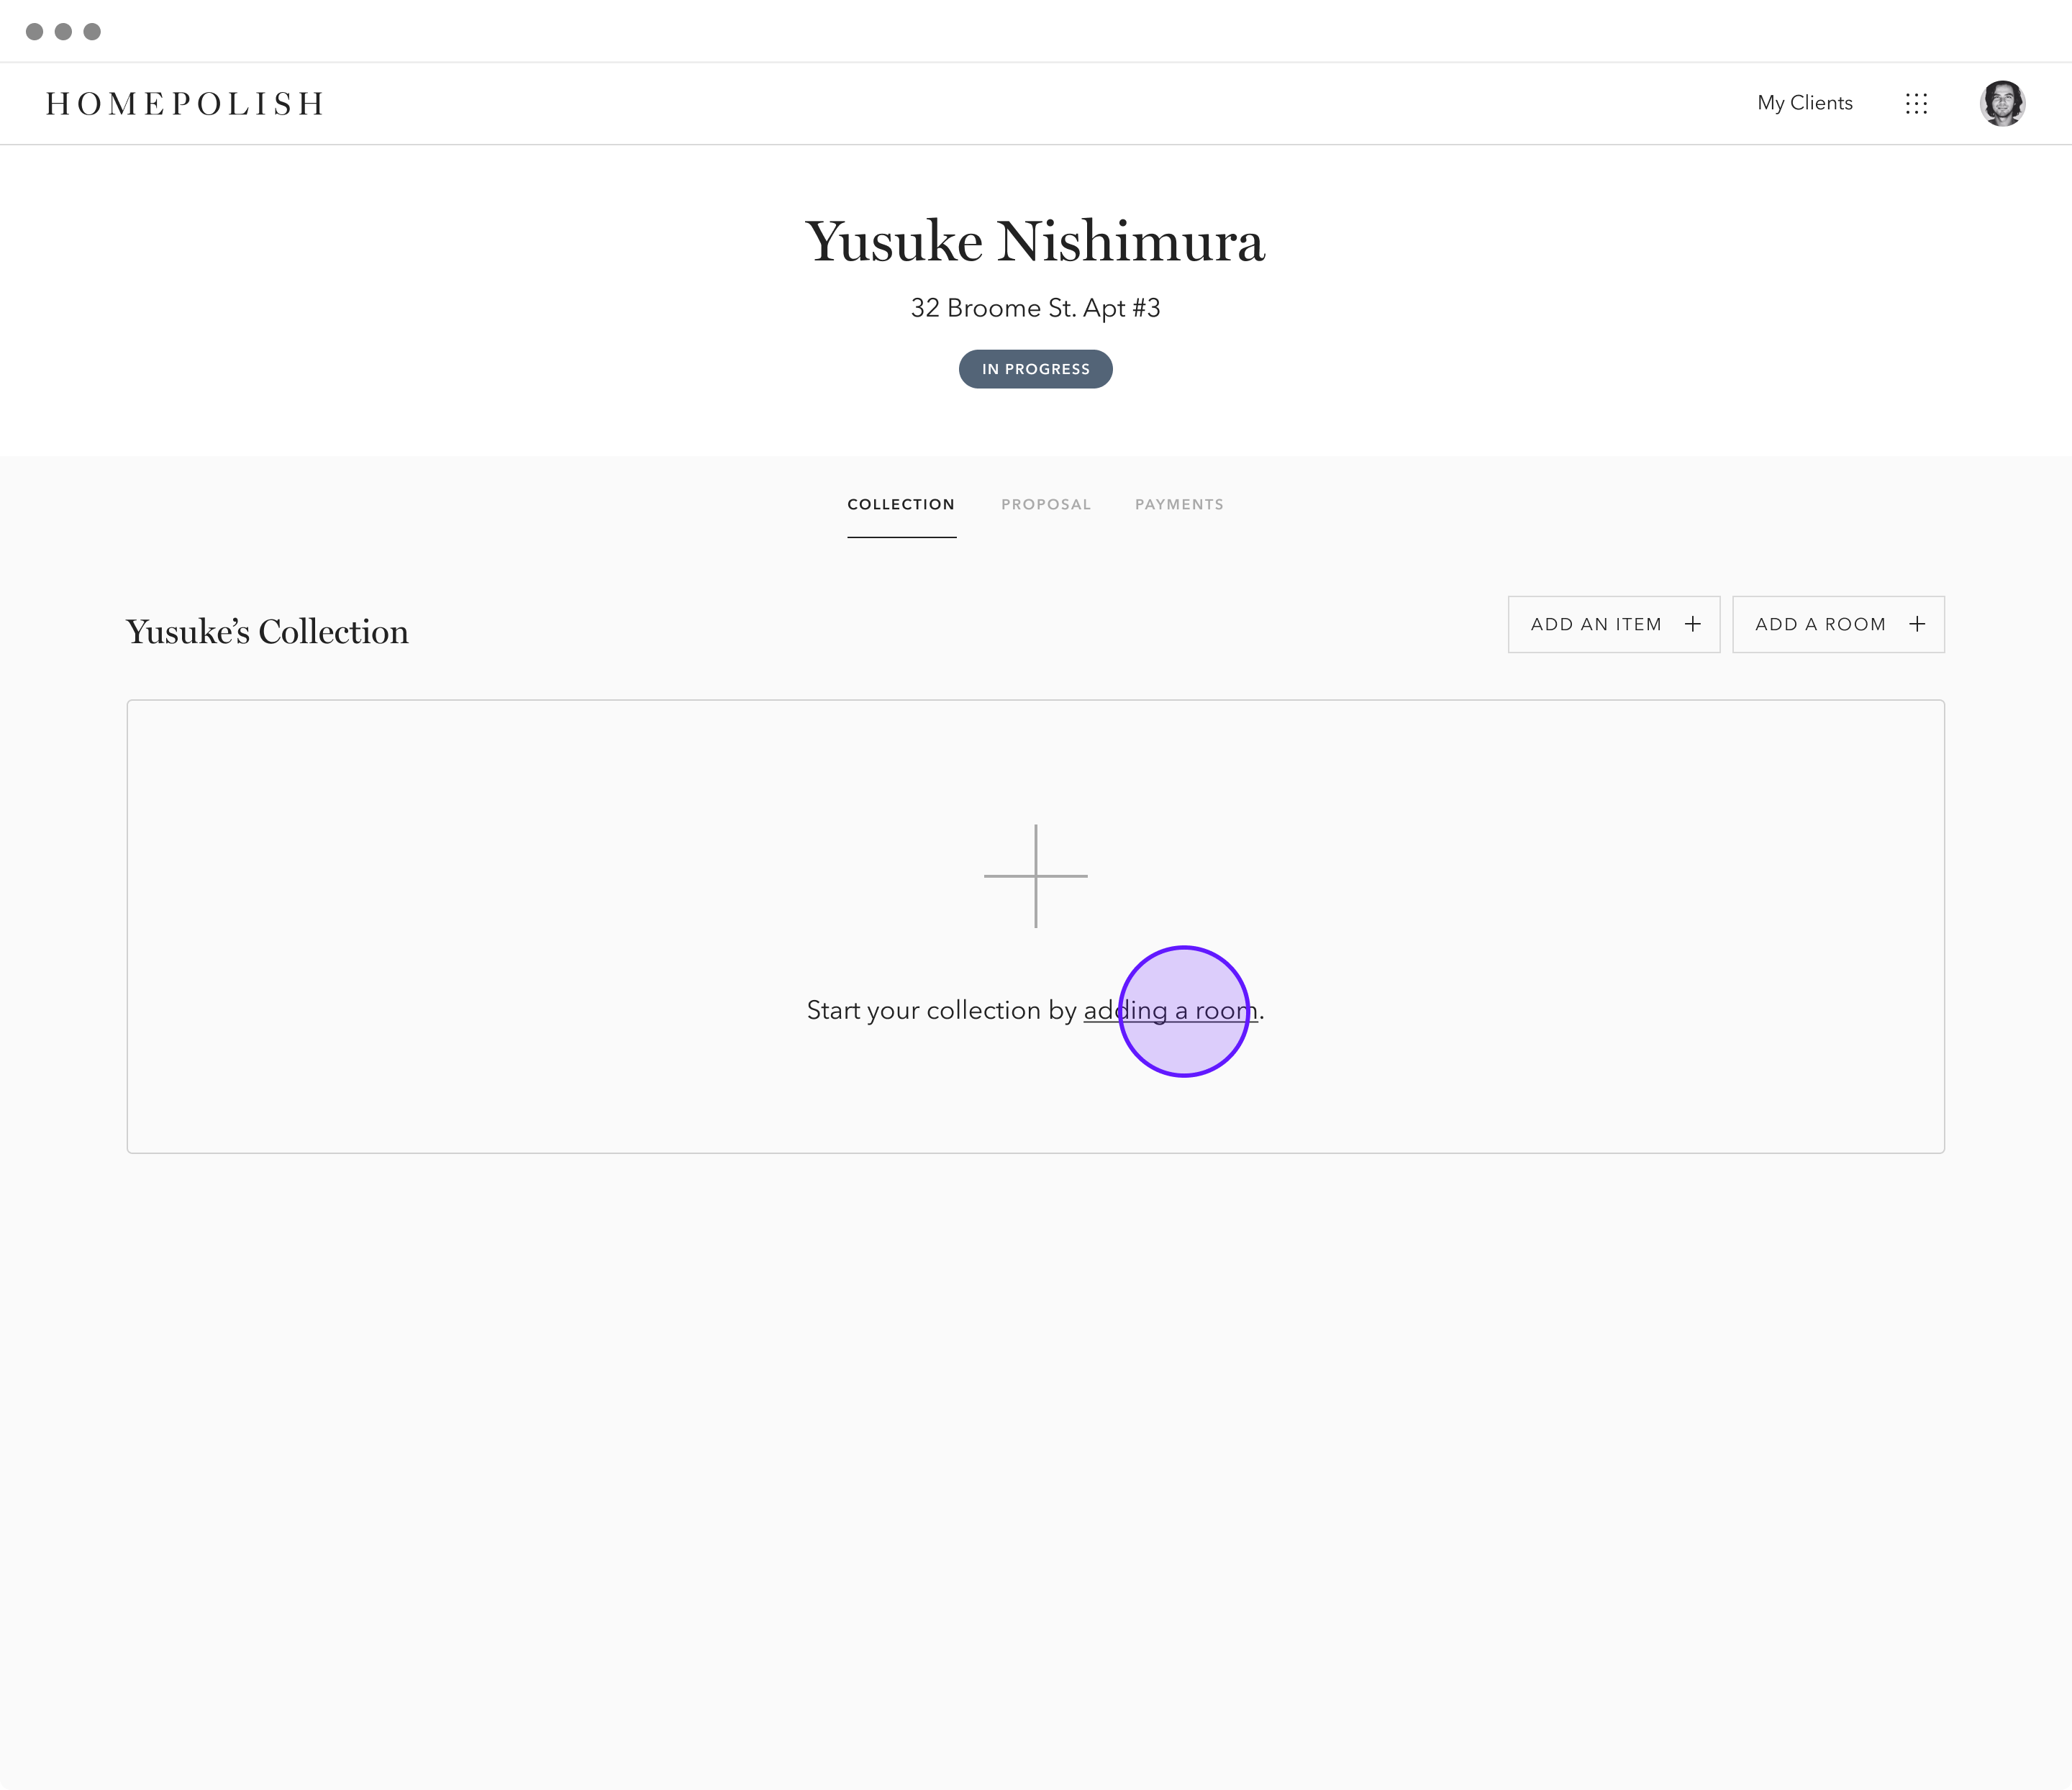 HOMEPOLISH
My Clients
Yusuke Nishimura
32 Broome St. Apt #3
IN PROGRESS
COLLECTION
PROPOSAL
PAYMENTS
Yusuke’s Collection
ADD AN ITEM +
ADD A ROOM +
Start your collection by adding a room.